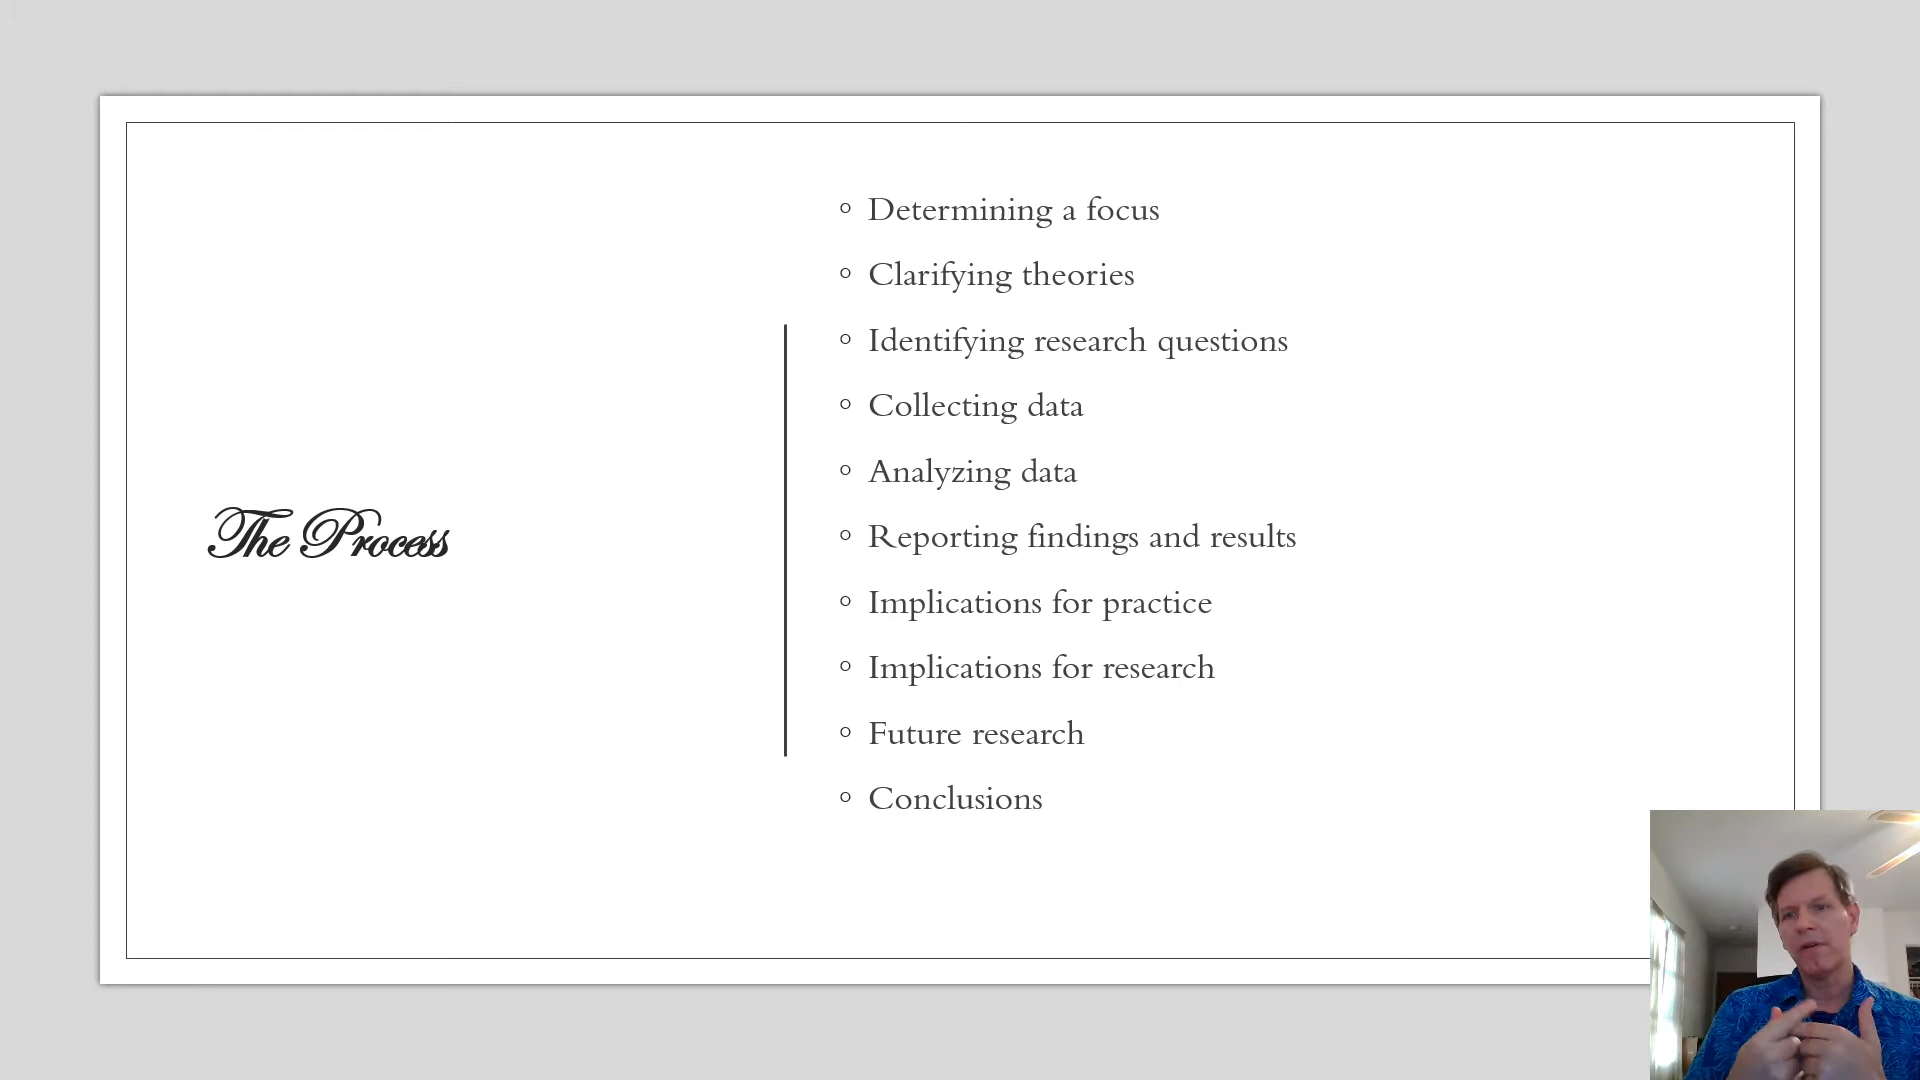 The Process
Determining a focus
Clarifying theories
Identifying research questions
Collecting data
Analyzing data
Reporting findings and results
Implications for practice
Implications for research
Future research
Conclusions